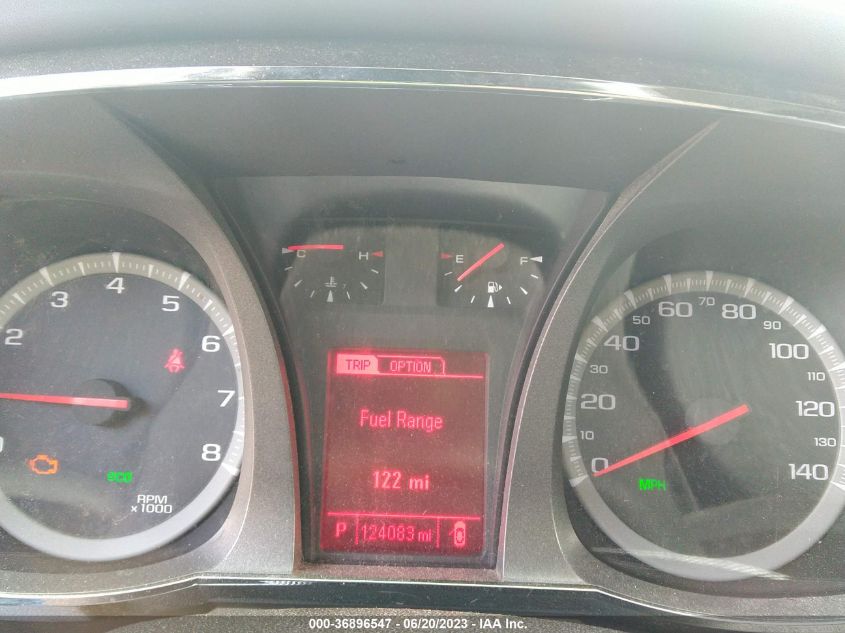 C H E F
2 3 4 5 6 7 8
RPM
x1000
eco
TRIP OPTION
Fuel Range
122 mi
P 124083 mi
0 10 20 30 40 50 60 70 80 90 100 110 120 130 140
MPH
000-36896547 - 06/20/2023 - IAA Inc.